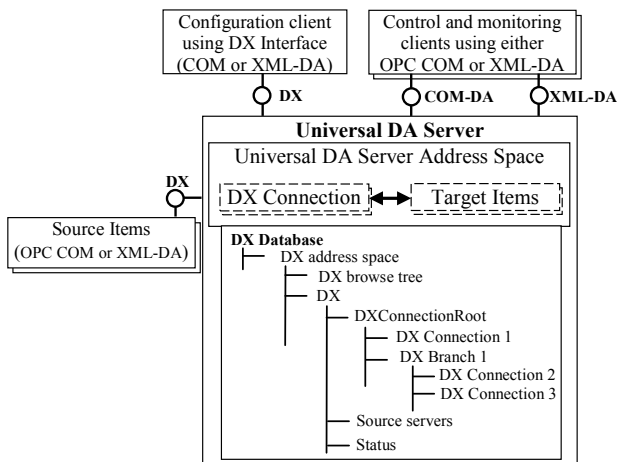 Configuration client
using DX Interface
(COM or XML-DA)
Control and monitoring
clients using either
OPC COM or XML-DA
DX
COM-DA
XML-DA
Universal DA Server
Universal DA Server Address Space
DX
DX Connection
Target Items
Source Items
(OPC COM or XML-DA)
DX Database
DX address space
DX browse tree
DX
DXConnectionRoot
DX Connection 1
DX Branch 1
DX Connection 2
DX Connection 3
Source servers
Status